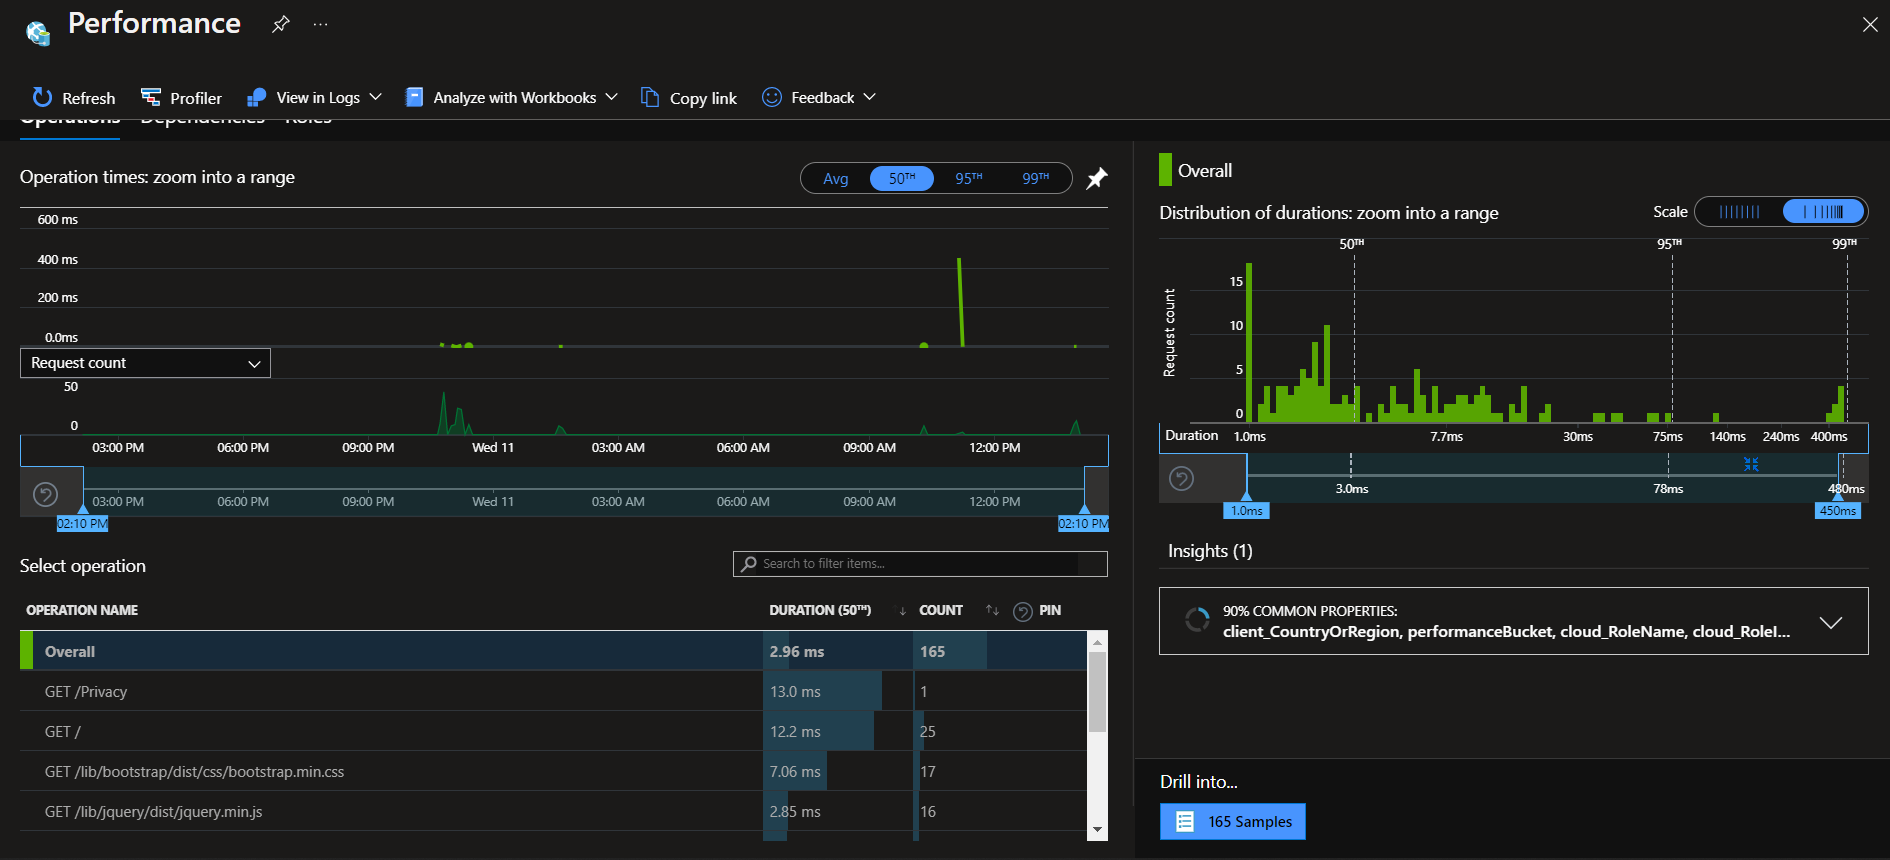 Performance
Refresh Profiler View in Logs Analyze with Workbooks Copy link Feedback
Operations Dependencies Roles
Operation times: zoom into a range
Avg 50TH 95TH 99TH
600 ms
400 ms
200 ms
0.0ms
Request count
50
0
03:00 PM 06:00 PM 09:00 PM Wed 11 03:00 AM 06:00 AM 09:00 AM 12:00 PM
03:00 PM 06:00 PM 09:00 PM Wed 11 03:00 AM 06:00 AM 09:00 AM 12:00 PM
02:10 PM 02:10 PM
Select operation
Search to filter items...
OPERATION NAME DURATION (50TH) COUNT PIN
Overall 2.96 ms 165
GET /Privacy 13.0 ms 1
GET / 12.2 ms 25
GET /lib/bootstrap/dist/css/bootstrap.min.css 7.06 ms 17
GET /lib/jquery/dist/jquery.min.js 2.85 ms 16
Overall
Distribution of durations: zoom into a range
Scale
50TH 95TH 99TH
Request count
15
10
5
0
Duration 1.0ms 7.7ms 30ms 75ms 140ms 240ms 400ms
3.0ms 78ms 480ms
1.0ms 450ms
Insights (1)
90% COMMON PROPERTIES:
client_CountryOrRegion, performanceBucket, cloud_RoleName, cloud_RoleI...
Drill into...
165 Samples